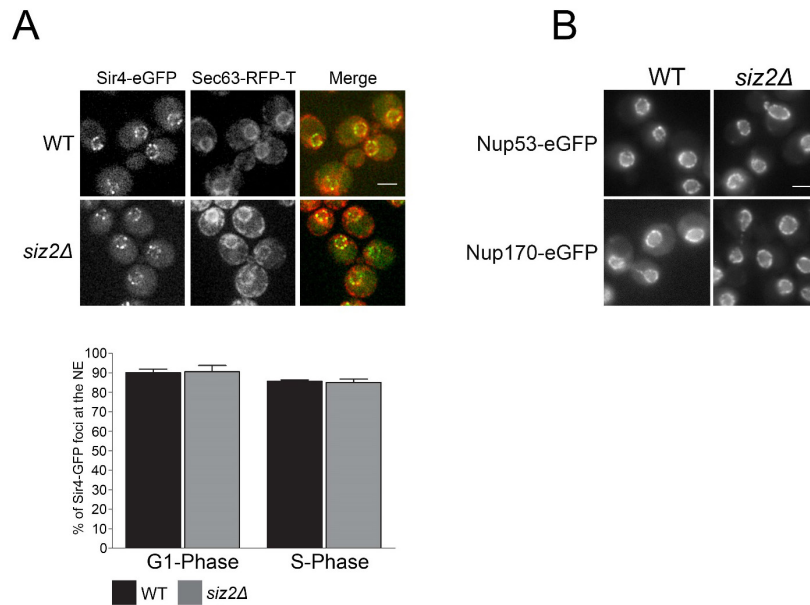 A
B
Sir4-eGFP Sec63-RFP-T Merge
WT siz2Δ
WT
Nup53-eGFP
siz2Δ
Nup170-eGFP
% of Sir4-GFP foci at the NE
100
90
80
70
60
50
40
30
20
10
0
G1-Phase S-Phase
WT siz2Δ